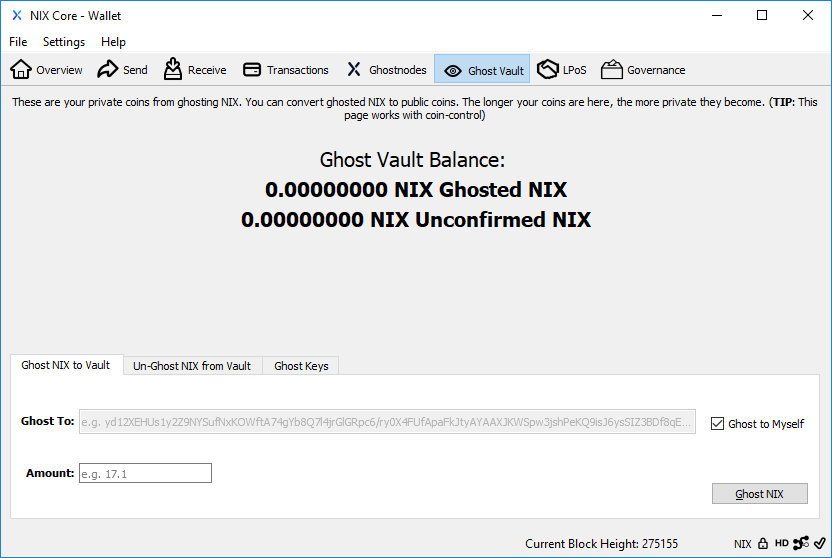 NIX Core - Wallet
File Settings Help
Overview Send Receive Transactions Ghostnodes Ghost Vault LPoS Governance
These are your private coins from ghosting NIX. You can convert ghosted NIX to public coins. The longer your coins are here, the more private they become. (TIP: This
page works with coin-control)
Ghost Vault Balance:
0.00000000 NIX Ghosted NIX
0.00000000 NIX Unconfirmed NIX
Ghost NIX to Vault Un-Ghost NIX from Vault Ghost Keys
Ghost To: e.g. yd12XEHUs1y2Z9NYSufNxKOWftA74gYb8Q7l4jrGlGRpc6/ry0X4FUfApaFkJtyAYAAXJKWSpw3jshPeKQ9isJ6ysSIZ3BDf8qE... Ghost to Myself
Amount: e.g. 17.1
Ghost NIX
Current Block Height: 275155 NIX HD